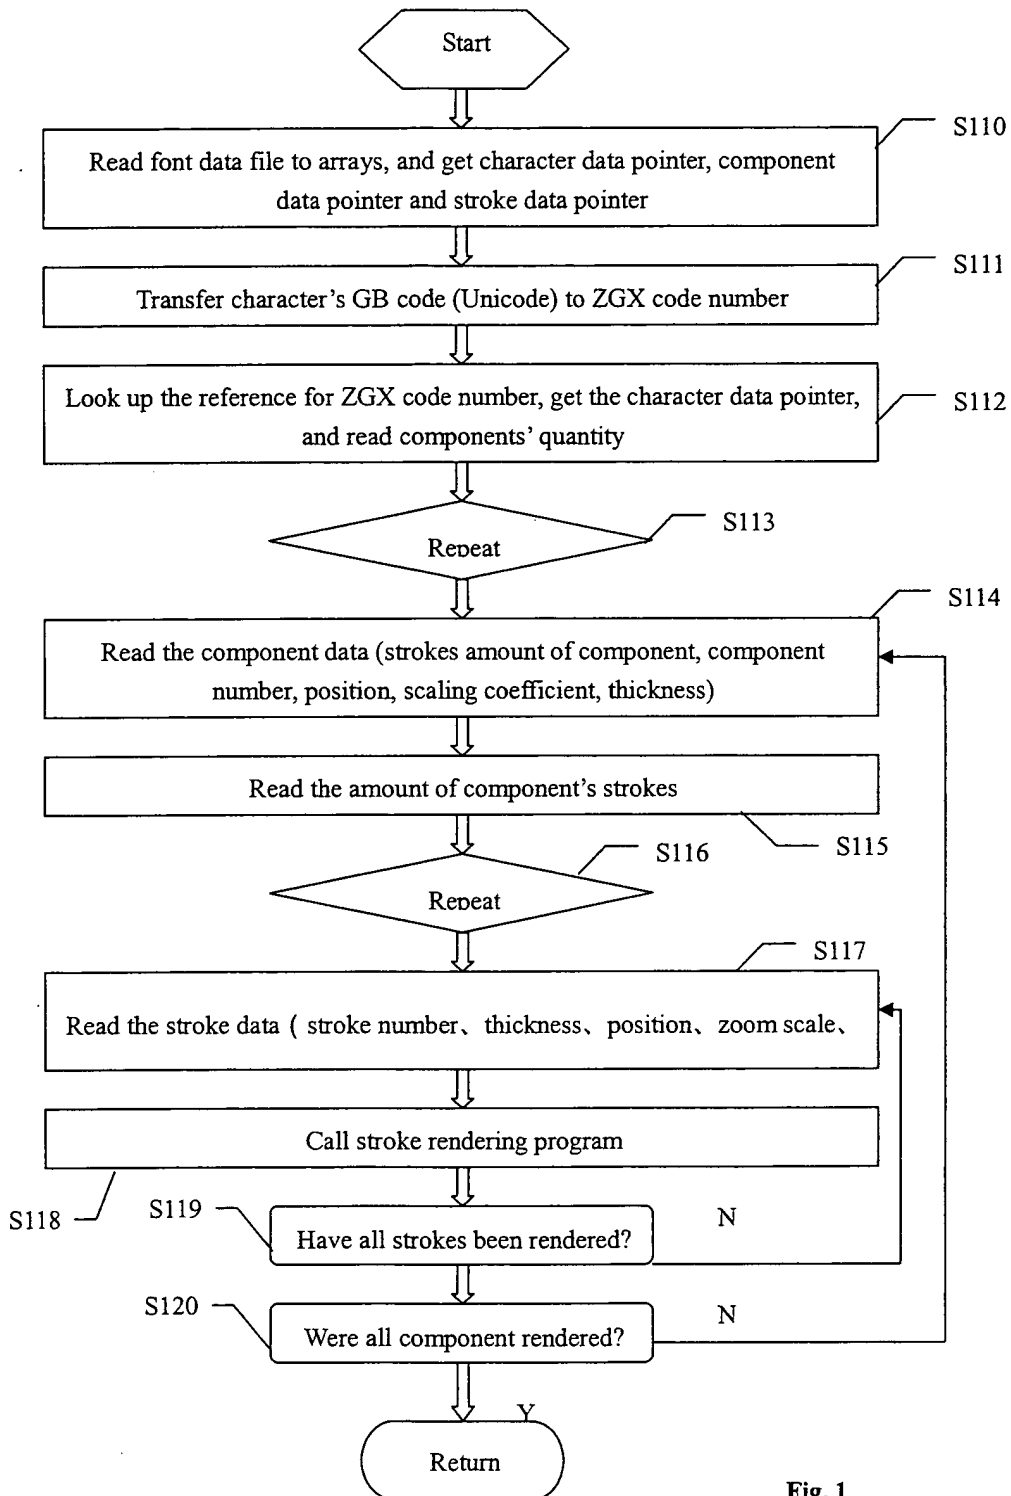 Start
S110
Read font data file to arrays, and get character data pointer, component
data pointer and stroke data pointer
S111
Transfer character's GB code (Unicode) to ZGX code number
Look up the reference for ZGX code number, get the character data pointer,
and read components' quantity
S112
Repeat
S113
S114
Read the component data (strokes amount of component, component
number, position, scaling coefficient, thickness)
Read the amount of component's strokes
S115
S116
Repeat
S117
Read the stroke data ( stroke number、thickness、position、zoom scale、
Call stroke rendering program
S118
S119
Have all strokes been rendered?
N
S120
Were all component rendered?
N
Y
Return
Fig. 1